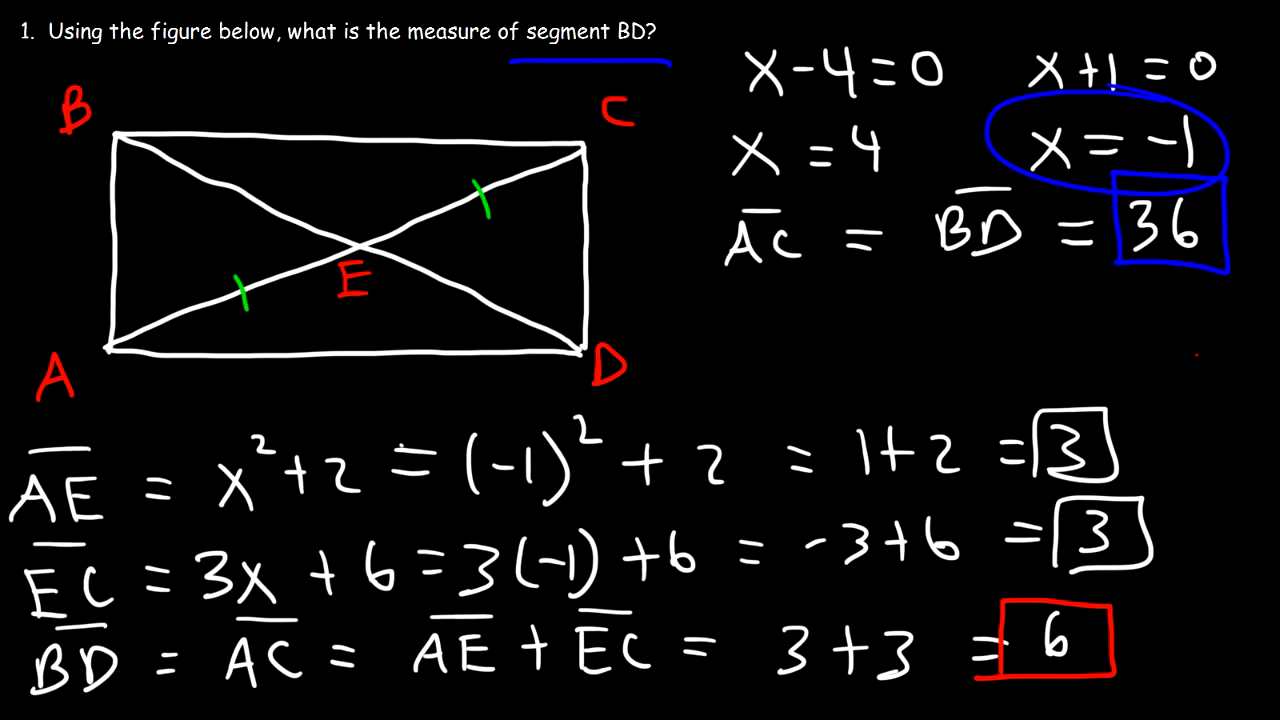 1. Using the figure below, what is the measure of segment BD?
x-4=0 x+1=0
x=4 x=-1
AC = BD = 36
B C
E
A D
AE = x²+2 = (-1)² + 2 = 1+2 = 3
EC = 3x + 6 = 3(-1) + 6 = -3+6 = 3
BD = AC = AE + EC = 3+3 = 6